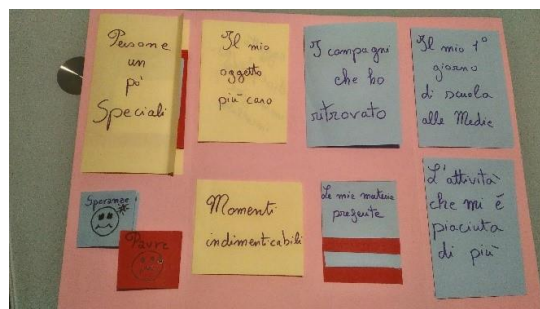 Persone
un
pò
Speciali
Il mio
oggetto
più caro
I compagni
che ho
ritrovato
Il mio 1°
giorno
di scuola
alle Medie
Speranze
Paure
Momenti
indimenticabili
Le mie materie
preferite
L'attività
che mi è
piaciuta
di più